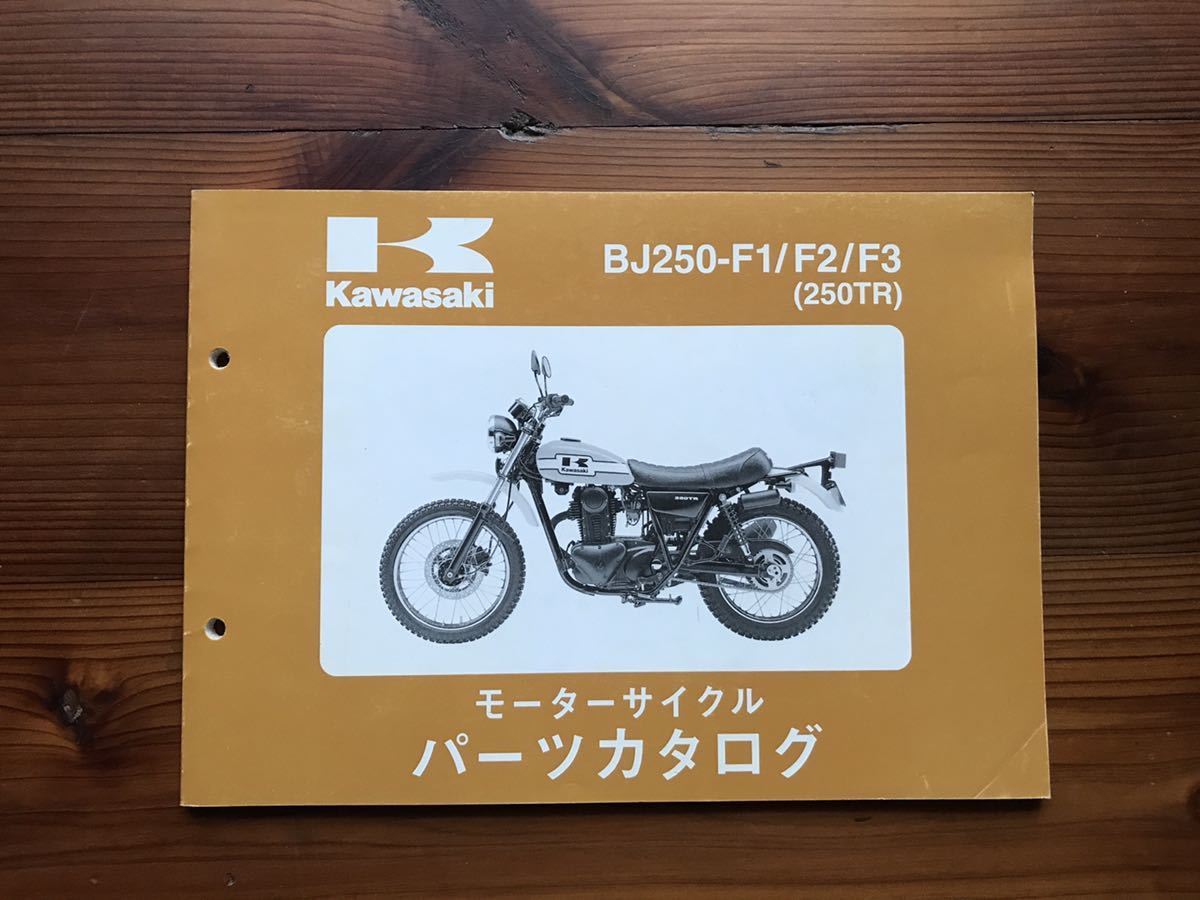 Kawasaki
BJ250-F1/F2/F3
(250TR)
Kawasaki
250TR
モーターサイクル
パーツカタログ